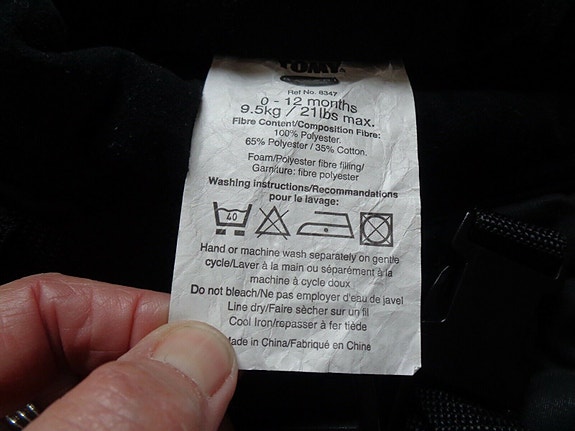 TOMY
Ref No. 8347
0 - 12 months
9.5kg / 21lbs max.
Fibre Content/Composition Fibre:
100% Polyester.
65% Polyester / 35% Cotton.
Foam/Polyester fibre filling/
Garniture: fibre polyester
Washing instructions/Recommandations
pour le lavage:
40
Hand or machine wash separately on gentle
cycle/Laver à la main ou séparément à la
machine à cycle doux
Do not bleach/Ne pas employer d'eau de javel
Line dry/Faire sècher sur un fil
Cool Iron/repasser à fer tiède
ade in China/Fabriqué en Chine